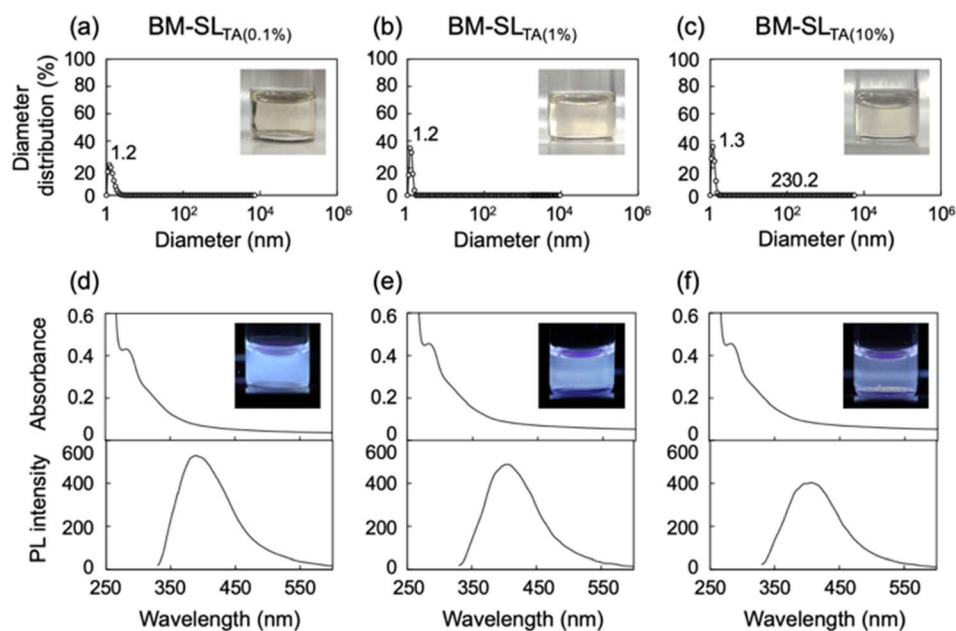 (a) BM-SL_TA(0.1%) (b) BM-SL_TA(1%) (c) BM-SL_TA(10%)
Diameter distribution (%)
100 80 60 40 20 0
1.2
1 10² 10⁴ 10⁶
Diameter (nm)
100 80 60 40 20 0
1.2
1 10² 10⁴ 10⁶
Diameter (nm)
100 80 60 40 20 0
1.3
230.2
1 10² 10⁴ 10⁶
Diameter (nm)
(d) (e) (f)
Absorbance
0.6 0.4 0.2 0
0.6 0.4 0.2 0
0.6 0.4 0.2 0
PL intensity
600 400 200 0
250 350 450 550
Wavelength (nm)
600 400 200 0
250 350 450 550
Wavelength (nm)
600 400 200 0
250 350 450 550
Wavelength (nm)